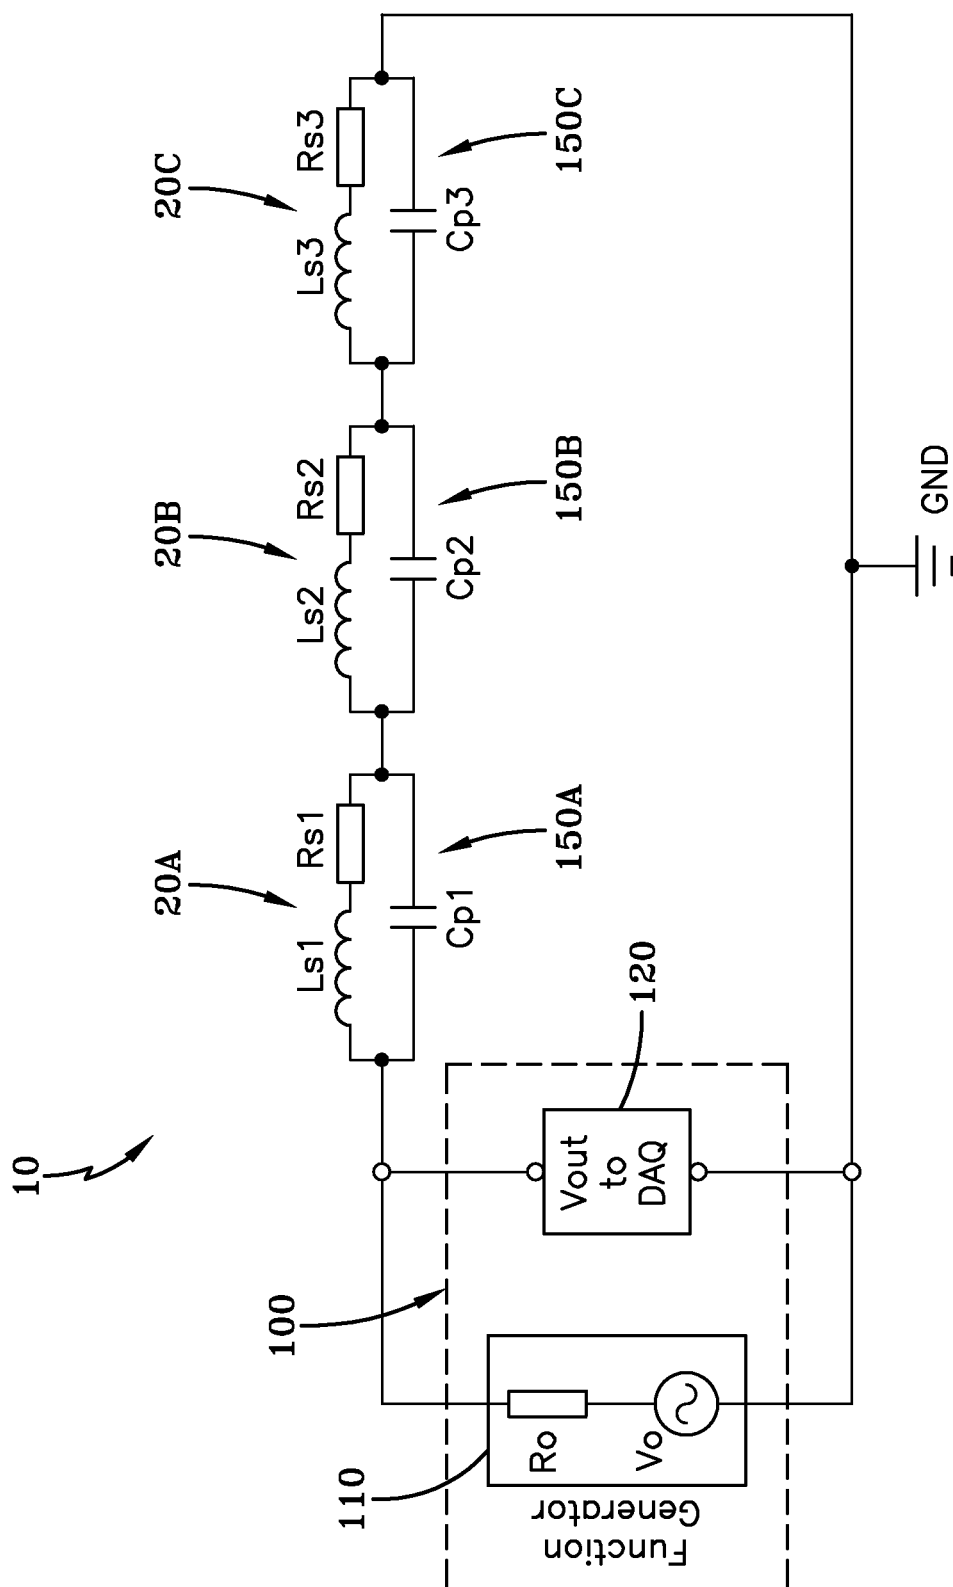 10
20A
20B
20C
Ls1
Rs1
Ls2
Rs2
Ls3
Rs3
Cp1
Cp2
Cp3
150A
150B
150C
100
110
120
Ro
Vo
Function
Generator
Vout
to
DAQ
GND